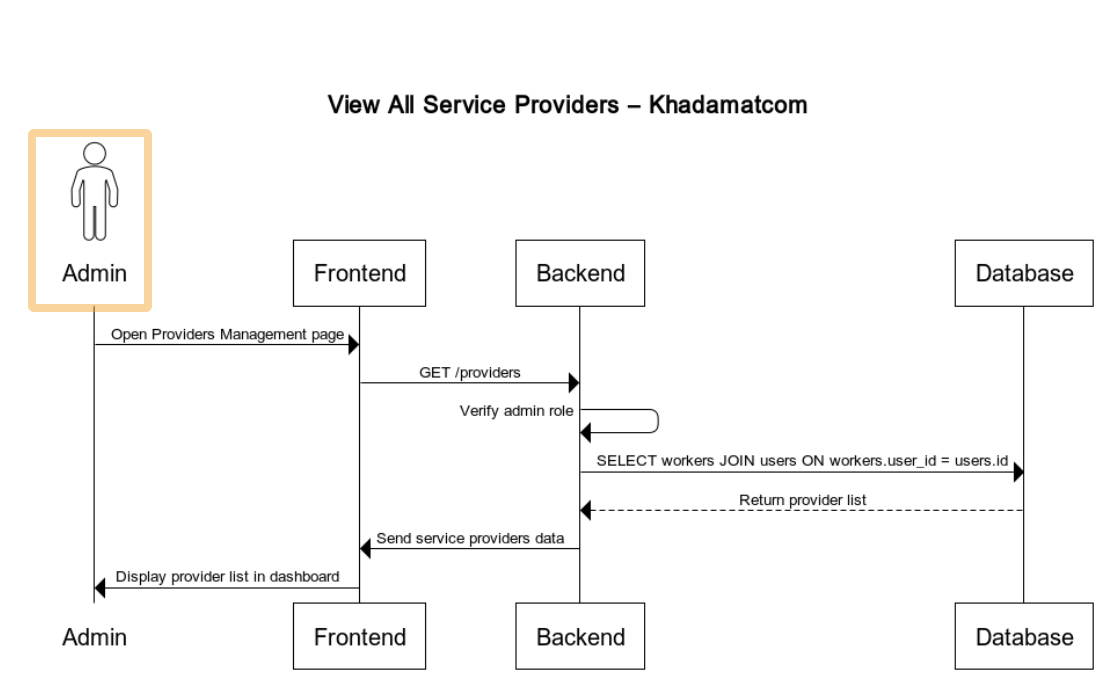 View All Service Providers – Khadamatcom
Admin
Frontend
Backend
Database
Open Providers Management page
GET /providers
Verify admin role
SELECT workers JOIN users ON workers.user_id = users.id
Return provider list
Send service providers data
Display provider list in dashboard
Admin
Frontend
Backend
Database